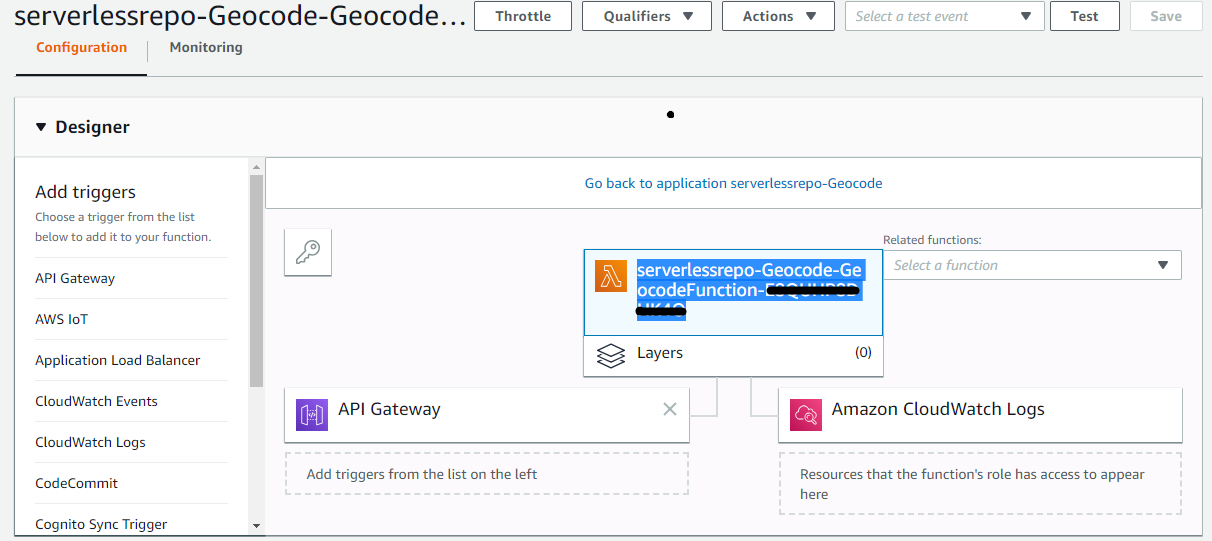 serverlessrepo-Geocode-Geocode...
Throttle
Qualifiers
Actions
Select a test event
Test
Save
Configuration
Monitoring
Designer
Add triggers
Choose a trigger from the list
below to add it to your function.
API Gateway
AWS IoT
Application Load Balancer
CloudWatch Events
CloudWatch Logs
CodeCommit
Cognito Sync Trigger
Go back to application serverlessrepo-Geocode
Related functions:
Select a function
serverlessrepo-Geocode-Ge
ocodeFunction-
Layers
(0)
API Gateway
Add triggers from the list on the left
Amazon CloudWatch Logs
Resources that the function's role has access to appear
here